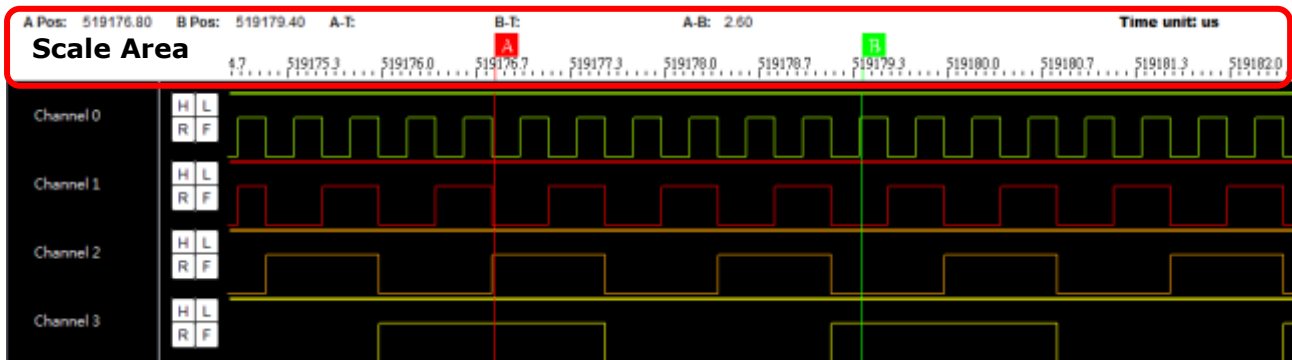 A Pos: 519176.80 B Pos: 519179.40 A-T: B-T: A-B: 2.60 Time unit: us
Scale Area
A B
4.7 519175.3 519176.0 519176.7 519177.3 519178.0 519178.7 519179.3 519180.0 519180.7 519181.3 519182.0
Channel 0
H L
R F
Channel 1
H L
R F
Channel 2
H L
R F
Channel 3
H L
R F